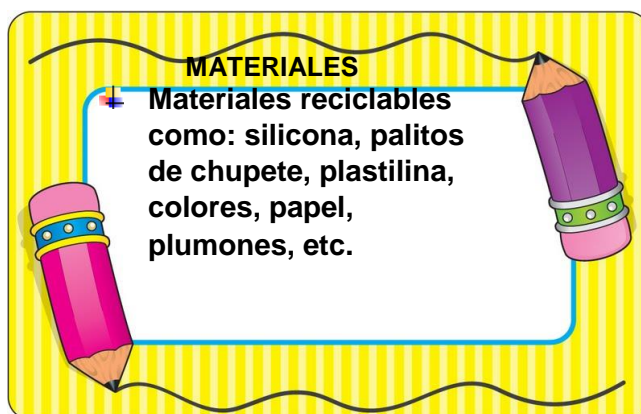 MATERIALES
Materiales reciclables
como: silicona, palitos
de chupete, plastilina,
colores, papel,
plumones, etc.